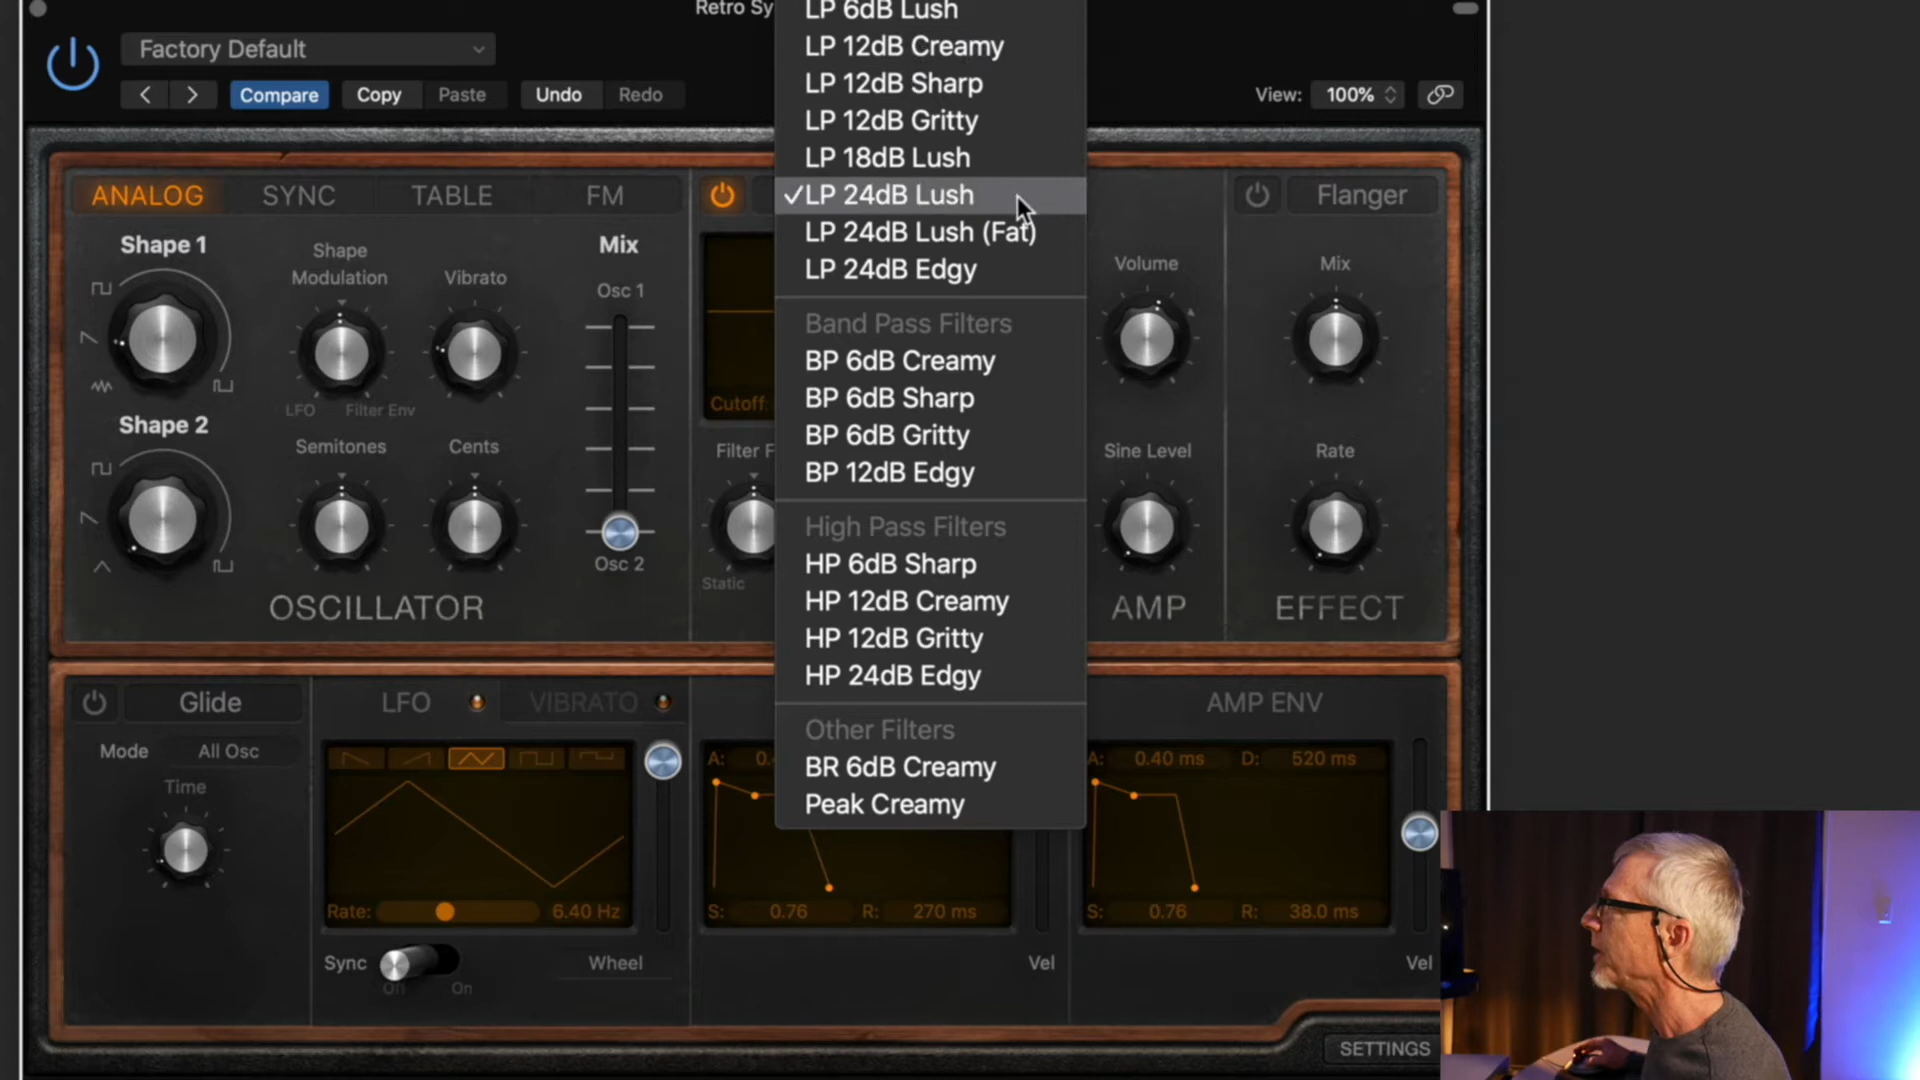 Retro Sy
Factory Default
Compare
Copy
Paste
Undo
Redo
View:
100%
LP 6dB Lush
LP 12dB Creamy
LP 12dB Sharp
LP 12dB Gritty
LP 18dB Lush
✓LP 24dB Lush
LP 24dB Lush (Fat)
LP 24dB Edgy
Band Pass Filters
BP 6dB Creamy
BP 6dB Sharp
BP 6dB Gritty
BP 12dB Edgy
High Pass Filters
HP 6dB Sharp
HP 12dB Creamy
HP 12dB Gritty
HP 24dB Edgy
Other Filters
BR 6dB Creamy
Peak Creamy
ANALOG
SYNC
TABLE
FM
Shape 1
Shape
Modulation
Vibrato
Mix
Osc 1
LFO
Filter Env
Shape 2
Semitones
Cents
Osc 2
OSCILLATOR
Cutoff:
Filter F
Static
Volume
Sine Level
AMP
Flanger
Mix
Rate
EFFECT
Glide
Mode
All Osc
Time
LFO
VIBRATO
Rate:
6.40 Hz
Sync
Off
On
Wheel
A: 0.
S: 0.76 R: 270 ms
Vel
AMP ENV
A: 0.40 ms D: 520 ms
S: 0.76 R: 38.0 ms
Vel
SETTINGS